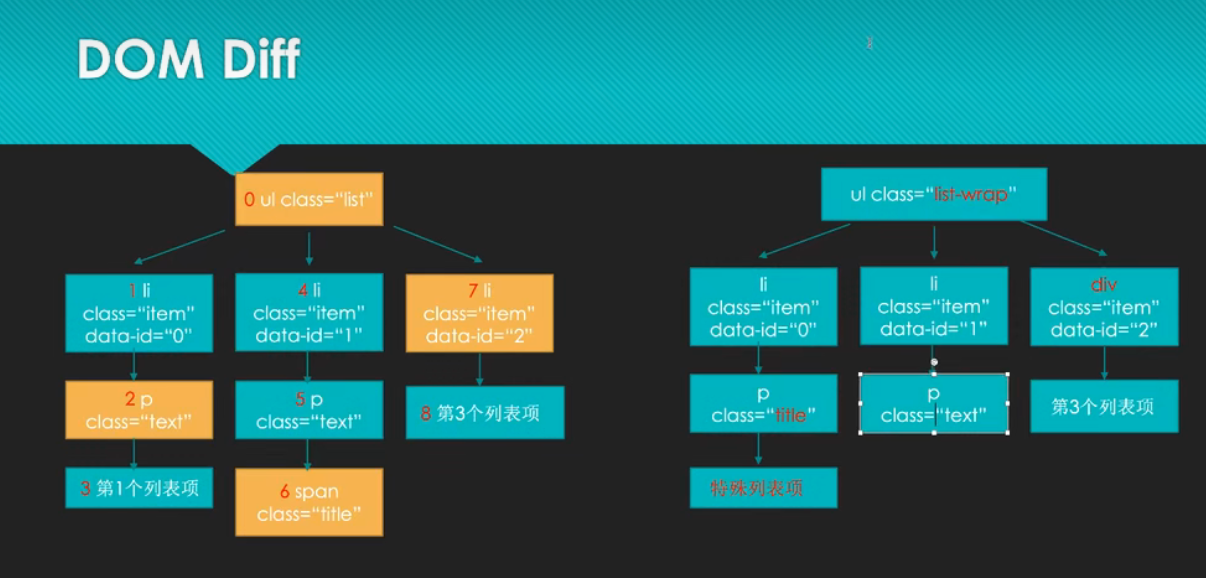 DOM Diff
0 ul class=“list”
1 li
class=“item”
data-id=“0”
4 li
class=“item”
data-id=“1”
7 li
class=“item”
data-id=“2”
2 p
class=“text”
5 p
class=“text”
8 第3个列表项
3 第1个列表项
6 span
class=“title”
ul class=“list-wrap”
li
class=“item”
data-id=“0”
li
class=“item”
data-id=“1”
div
class=“item”
data-id=“2”
p
class=“title”
p
class=“text”
第3个列表项
特殊列表项